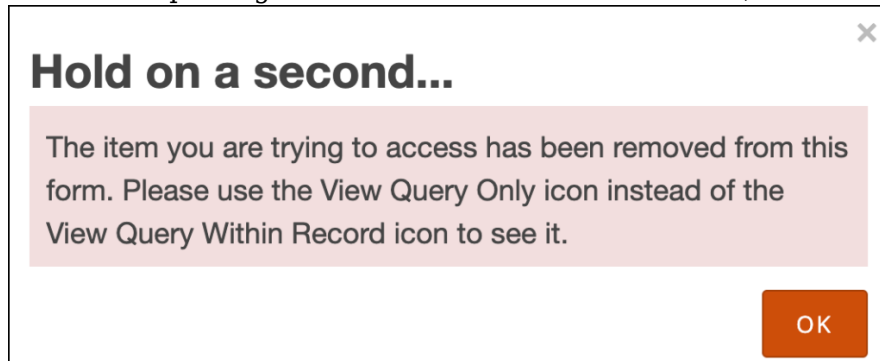 ×
Hold on a second...
The item you are trying to access has been removed from this
form. Please use the View Query Only icon instead of the
View Query Within Record icon to see it.
OK